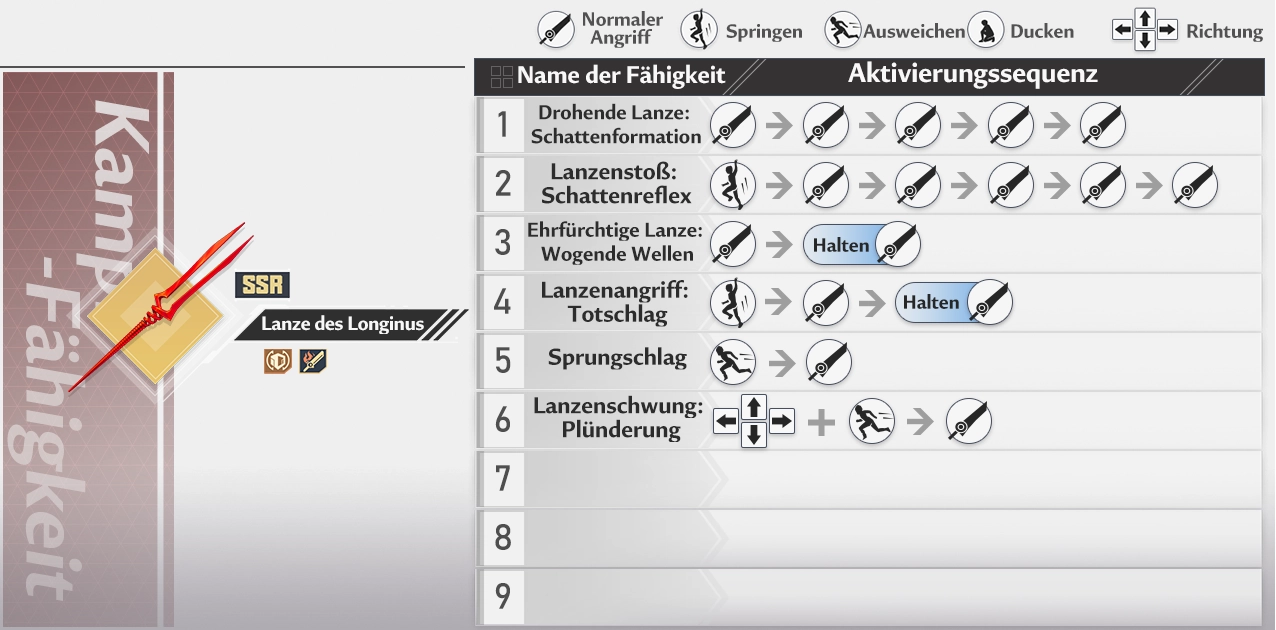 Normaler
Angriff
Springen
Ausweichen
Ducken
Richtung
Name der Fähigkeit
Aktivierungssequenz
Kampf
-Fähigkeit
SSR
Lanze des Longinus
1
Drohende Lanze:
Schattenformation
2
Lanzenstoß:
Schattenreflex
3
Ehrfürchtige Lanze:
Wogende Wellen
Halten
4
Lanzenangriff:
Totschlag
Halten
5
Sprungschlag
6
Lanzenschwung:
Plünderung
7
8
9